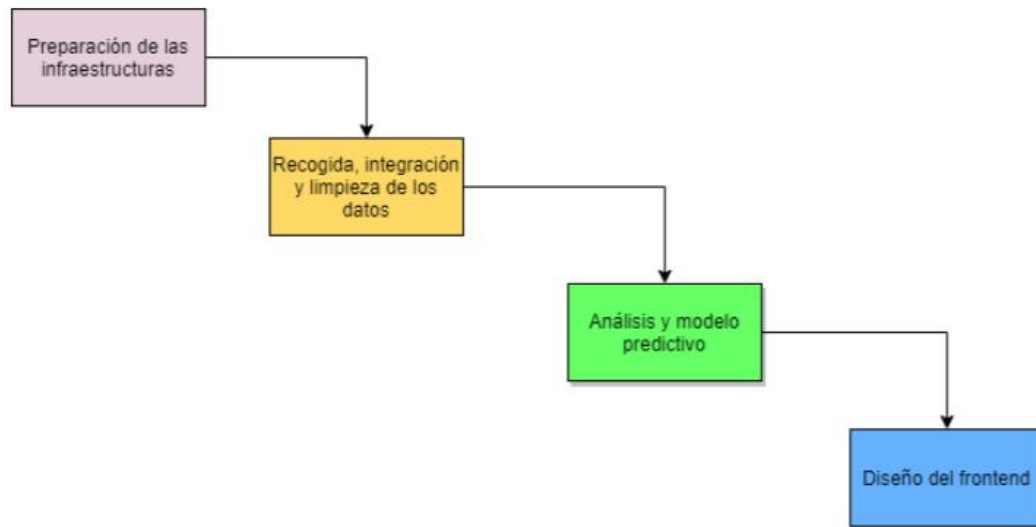 Preparación de las
infraestructuras
Recogida, integración
y limpieza de los
datos
Análisis y modelo
predictivo
Diseño del frontend